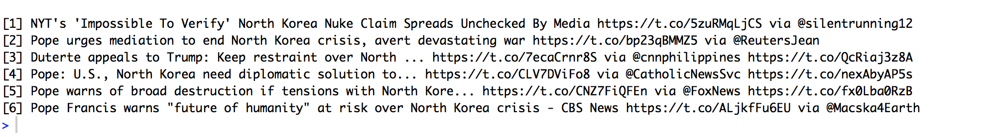 [1] NYT's 'Impossible To Verify' North Korea Nuke Claim Spreads Unchecked By Media https://t.co/5zuRMqLjCS via @silentrunning12
[2] Pope urges mediation to end North Korea crisis, avert devastating war https://t.co/bp23qBMMZ5 via @ReutersJean
[3] Duterte appeals to Trump: Keep restraint over North ... https://t.co/7ecaCrnr8S via @cnnphilippines https://t.co/QcRiaj3z8A
[4] Pope: U.S., North Korea need diplomatic solution to... https://t.co/CLV7DViFo8 via @CatholicNewsSvc https://t.co/nexAbyAP5s
[5] Pope warns of broad destruction if tensions with North Kore... https://t.co/CNZ7FiQFEn via @FoxNews https://t.co/fx0Lba0RzB
[6] Pope Francis warns "future of humanity" at risk over North Korea crisis - CBS News https://t.co/ALjkfFu6EU via @Macska4Earth
>